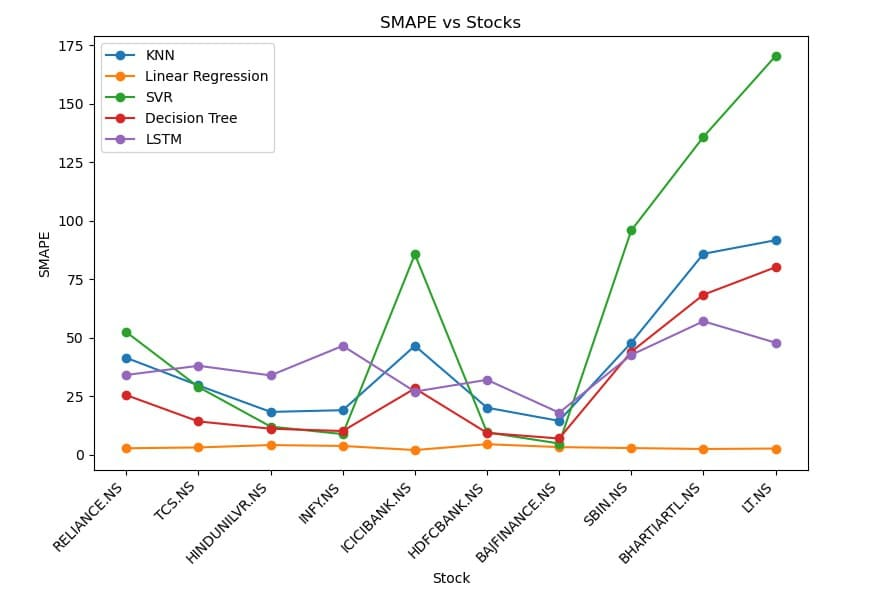 SMAPE vs Stocks
KNN
Linear Regression
SVR
Decision Tree
LSTM
175
150
125
100
75
50
25
0
SMAPE
RELIANCE.NS
TCS.NS
HINDUNILVR.NS
INFY.NS
ICICIBANK.NS
HDFCBANK.NS
BAJFINANCE.NS
SBIN.NS
BHARTIARTL.NS
LT.NS
Stock